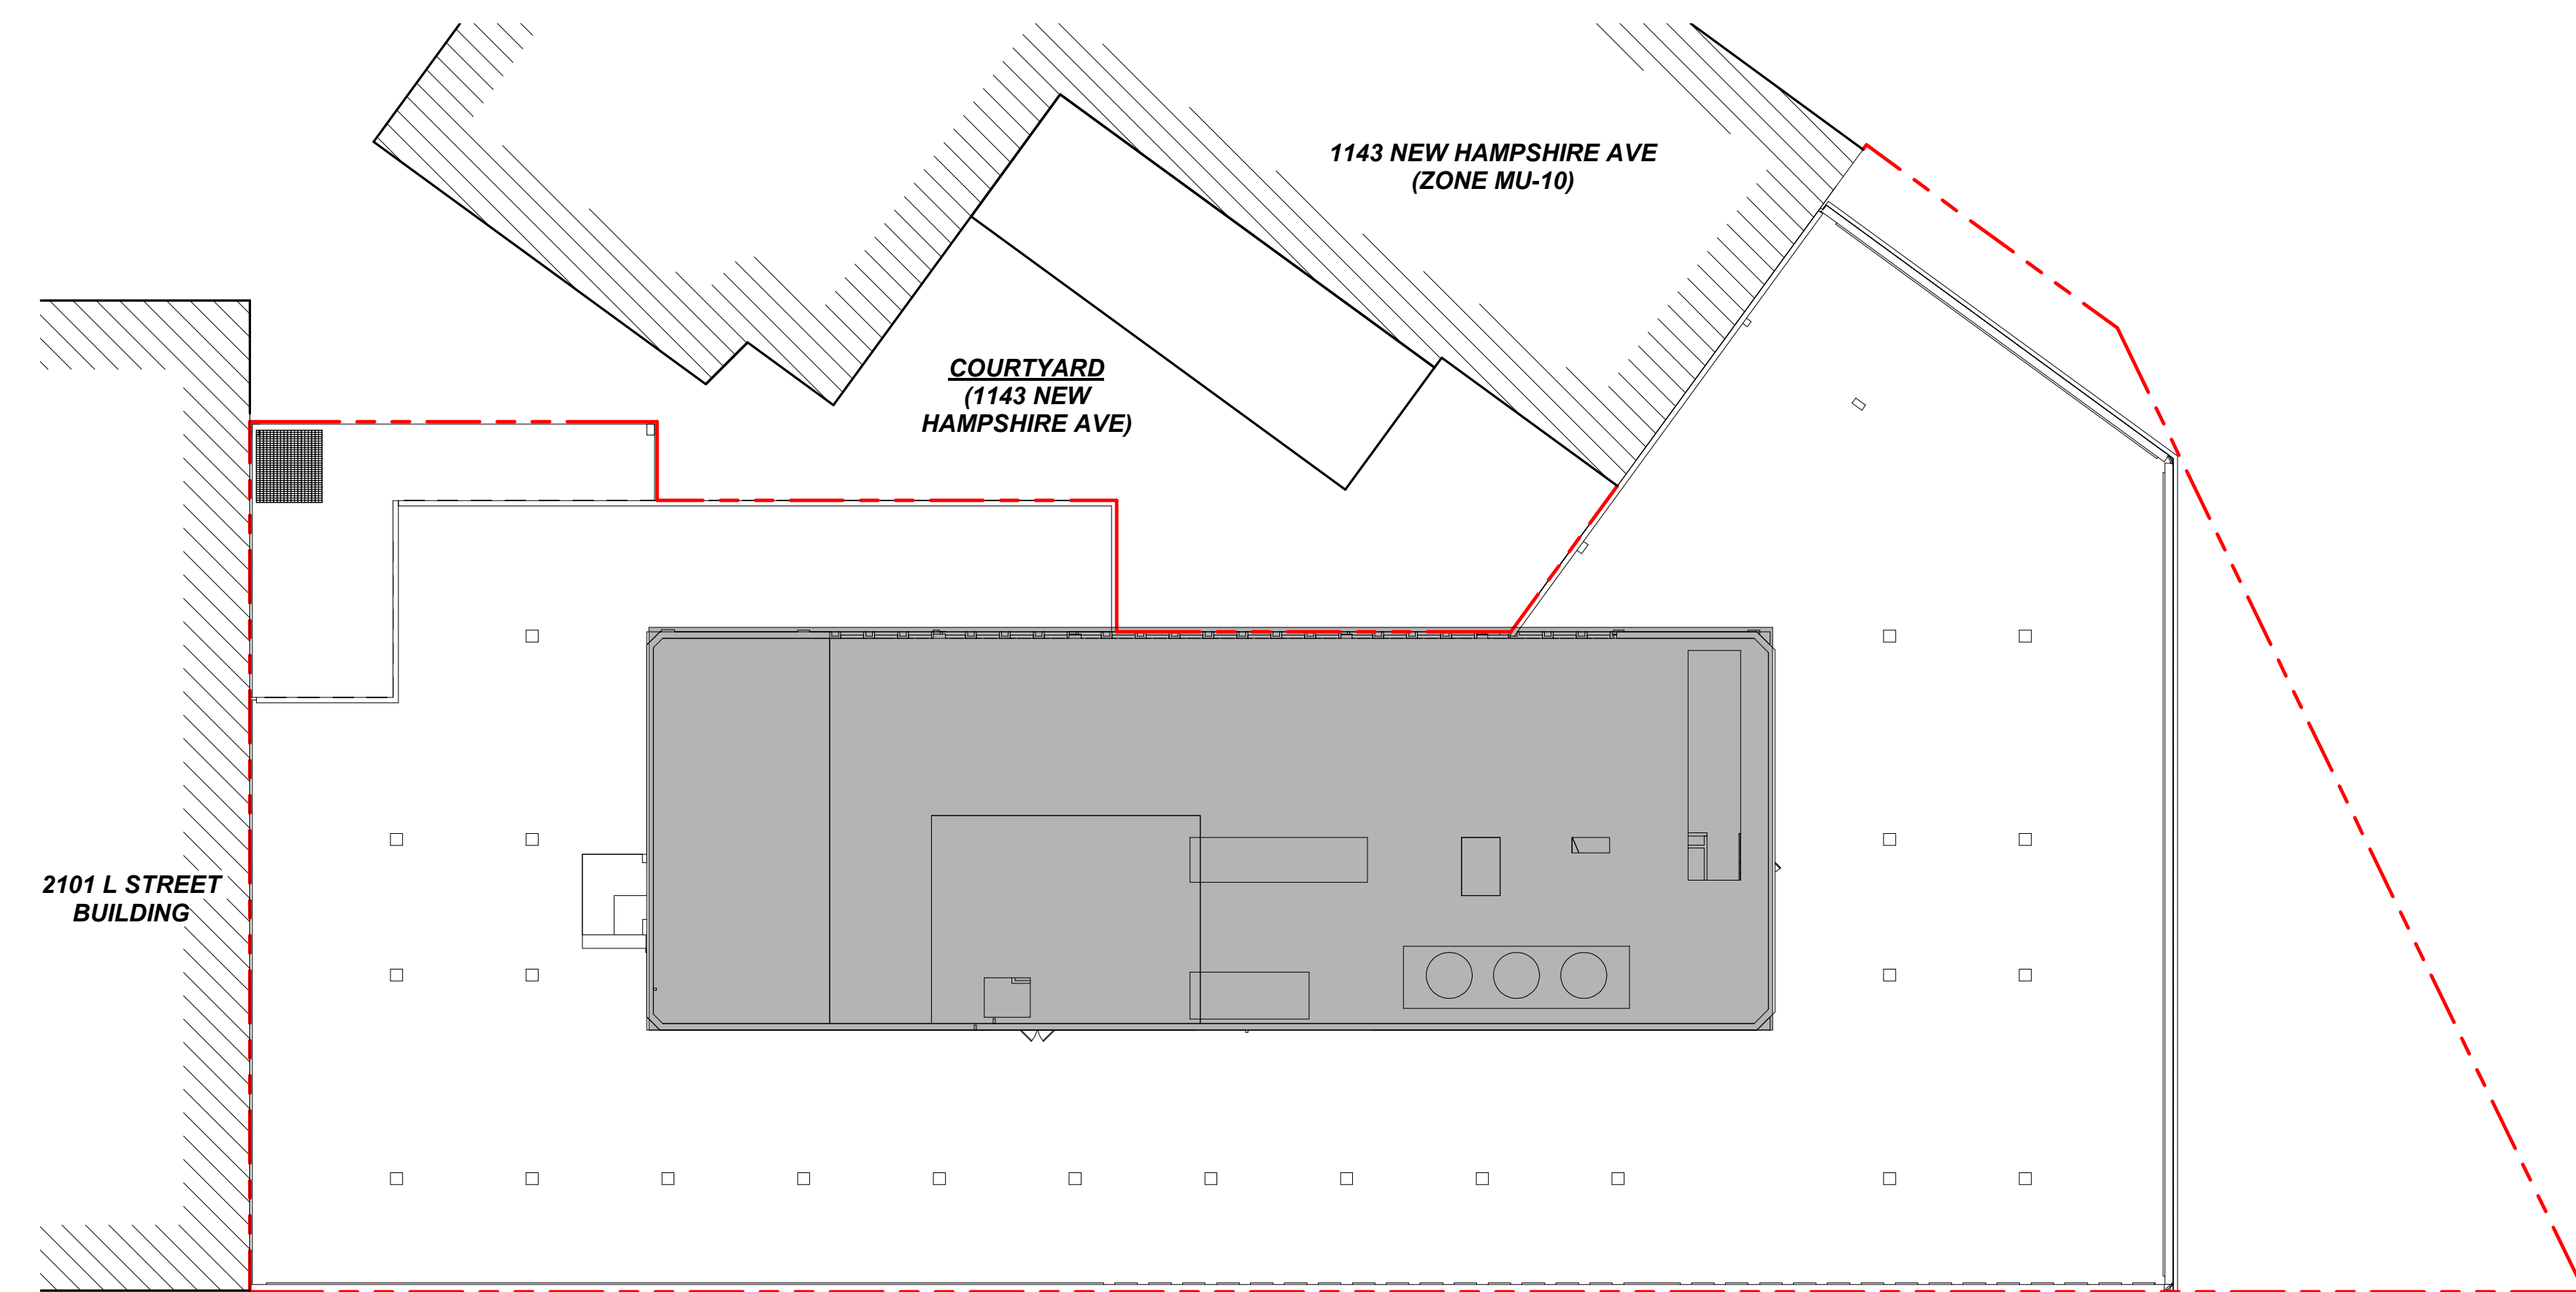 1143 NEW HAMPSHIRE AVE
(ZONE MU-10)
COURTYARD
(1143 NEW
HAMPSHIRE AVE)
2101 L STREET
BUILDING